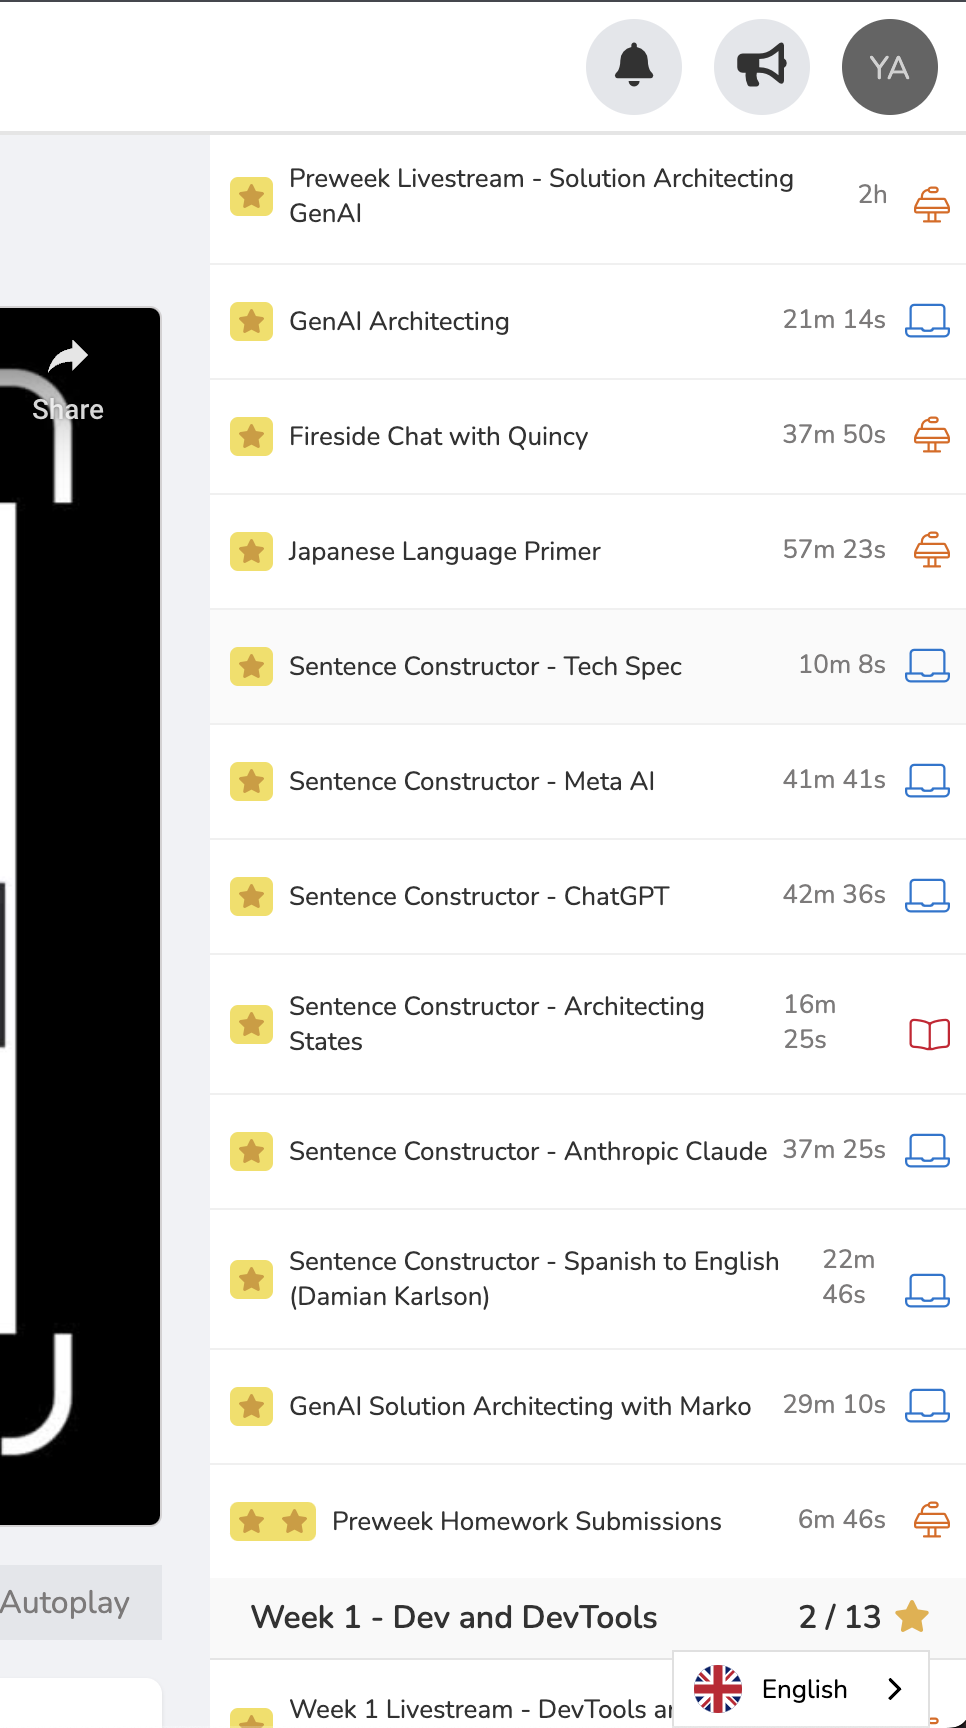 YA
Preweek Livestream - Solution Architecting
GenAI
2h
GenAI Architecting
21m 14s
Share
Fireside Chat with Quincy
37m 50s
Japanese Language Primer
57m 23s
Sentence Constructor - Tech Spec
10m 8s
Sentence Constructor - Meta AI
41m 41s
Sentence Constructor - ChatGPT
42m 36s
Sentence Constructor - Architecting
States
16m
25s
Sentence Constructor - Anthropic Claude
37m 25s
Sentence Constructor - Spanish to English
(Damian Karlson)
22m
46s
GenAI Solution Architecting with Marko
29m 10s
Preweek Homework Submissions
6m 46s
Autoplay
Week 1 - Dev and DevTools
2 / 13
English
Week 1 Livestream - DevTools